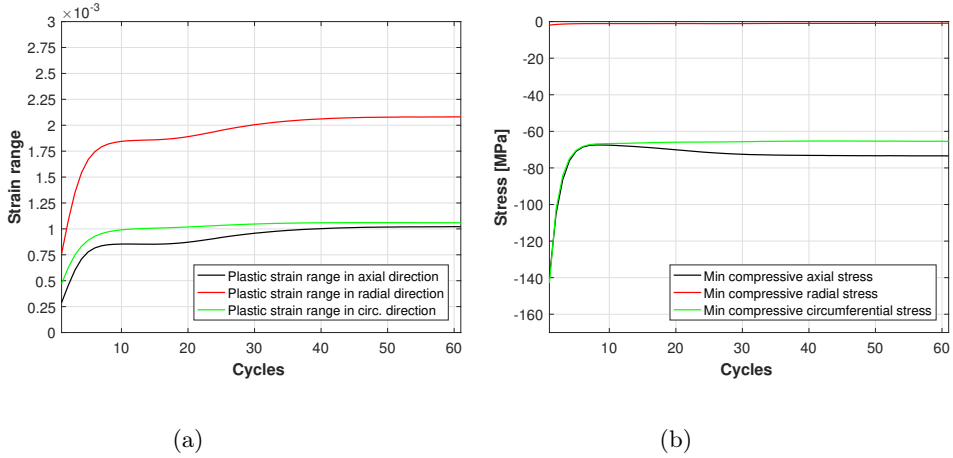 ×10-3
3
2.75
2.5
2.25
2
1.75
1.5
1.25
1
0.75
0.5
0.25
0
Strain range
Plastic strain range in axial direction
Plastic strain range in radial direction
Plastic strain range in circ. direction
10 20 30 40 50 60
Cycles
(a)
0
-20
-40
-60
-80
-100
-120
-140
-160
Stress [MPa]
Min compressive axial stress
Min compressive radial stress
Min compressive circumferential stress
10 20 30 40 50 60
Cycles
(b)